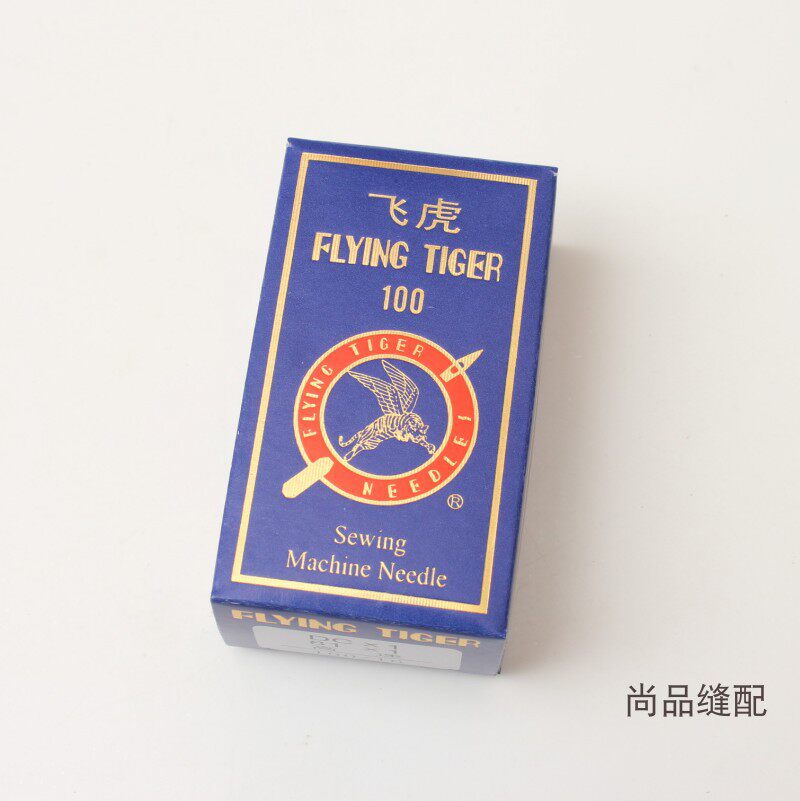 飞虎
FLYING TIGER
100
FLYING TIGER
NEEDLE
®
Sewing
Machine Needle
FLYING TIGER
尚品缝配